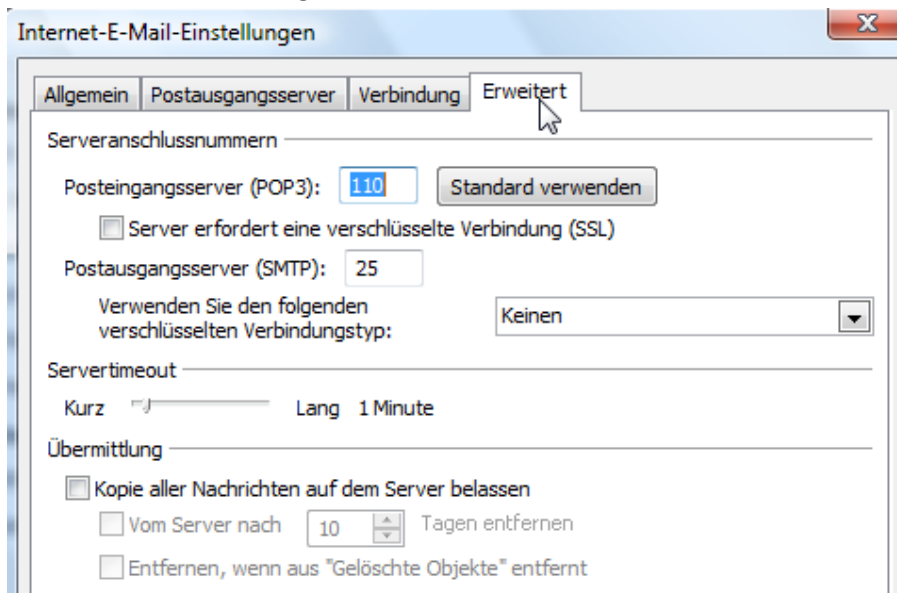 Internet-E-Mail-Einstellungen
Allgemein Postausgangsserver Verbindung Erweitert
Serveranschlussnummern
Posteingangsserver (POP3): 110 Standard verwenden
Server erfordert eine verschlüsselte Verbindung (SSL)
Postausgangsserver (SMTP): 25
Verwenden Sie den folgenden
verschlüsselten Verbindungstyp: Keinen
Servertimeout
Kurz Lang 1 Minute
Übermittlung
Kopie aller Nachrichten auf dem Server belassen
Vom Server nach 10 Tagen entfernen
Entfernen, wenn aus "Gelöschte Objekte" entfernt